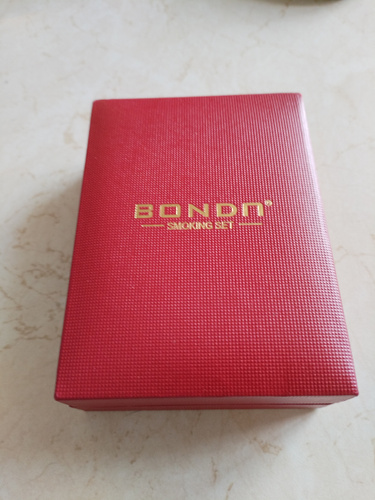 BONDN®
— SMOKING SET —